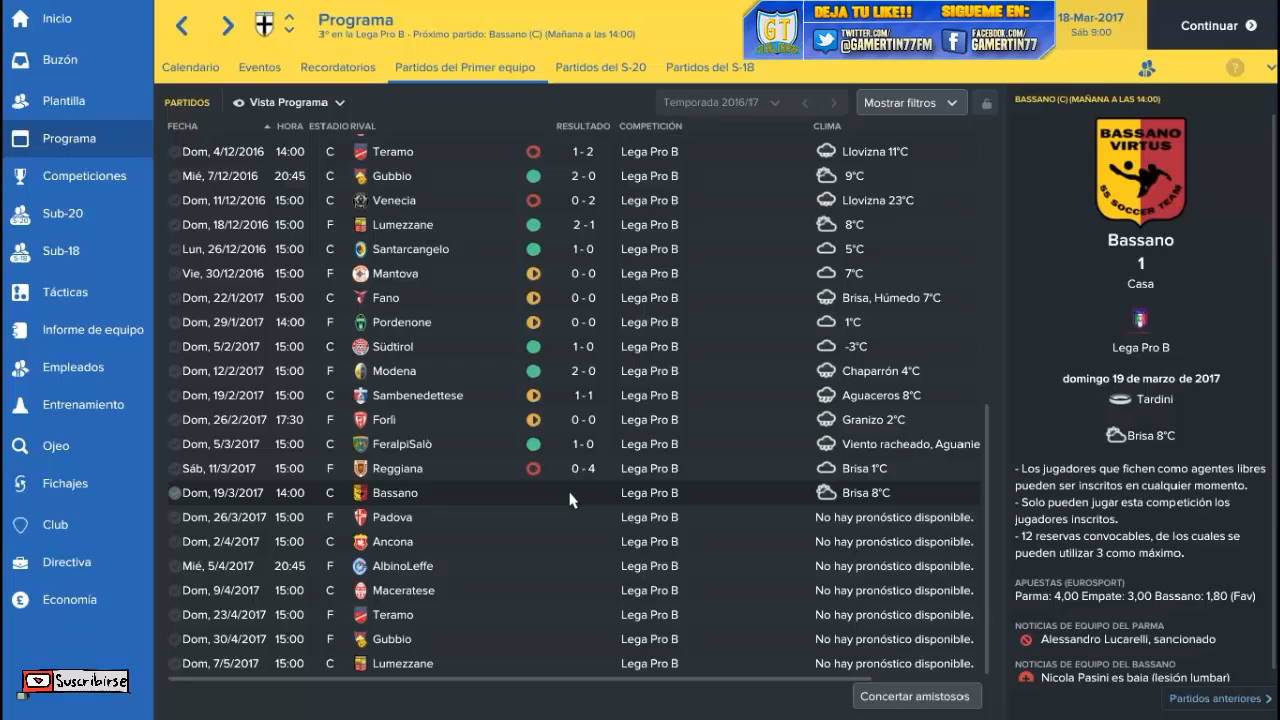 Inicio
Buzón
Plantilla
Programa
Competiciones
Sub-20
Sub-18
Tácticas
Informe de equipo
Empleados
Entrenamiento
Ojeo
Fichajes
Club
Directiva
Economía
Suscribirse
Programa
3º en la Lega Pro B - Próximo partido: Bassano (C) (Mañana a las 14:00)
DEJA TU LIKE!! SIGUEME EN:
GT
TWITTER.COM/ @GAMERTIN77FM
FACEBOOK.COM/ GAMERTIN77
18-Mar-2017
Sáb 9:00
Continuar
Calendario Eventos Recordatorios Partidos del Primer equipo Partidos del S-20 Partidos del S-18
PARTIDOS Vista Programa Temporada 2016/17 Mostrar filtros
FECHA HORA ESTADIO RIVAL RESULTADO COMPETICIÓN CLIMA
Dom, 4/12/2016 14:00 C Teramo 1 - 2 Lega Pro B Llovizna 11°C
Mié, 7/12/2016 20:45 C Gubbio 2 - 0 Lega Pro B 9°C
Dom, 11/12/2016 15:00 C Venecia 0 - 2 Lega Pro B Llovizna 23°C
Dom, 18/12/2016 15:00 F Lumezzane 2 - 1 Lega Pro B 8°C
Lun, 26/12/2016 15:00 C Santarcangelo 1 - 0 Lega Pro B 5°C
Vie, 30/12/2016 15:00 F Mantova 0 - 0 Lega Pro B 7°C
Dom, 22/1/2017 15:00 C Fano 0 - 0 Lega Pro B Brisa, Húmedo 7°C
Dom, 29/1/2017 14:00 F Pordenone 0 - 0 Lega Pro B 1°C
Dom, 5/2/2017 15:00 C Südtirol 1 - 0 Lega Pro B -3°C
Dom, 12/2/2017 15:00 F Modena 2 - 0 Lega Pro B Chaparrón 4°C
Dom, 19/2/2017 15:00 C Sambenedettese 1 - 1 Lega Pro B Aguaceros 8°C
Dom, 26/2/2017 17:30 F Forlì 0 - 0 Lega Pro B Granizo 2°C
Dom, 5/3/2017 15:00 C FeralpiSalò 1 - 0 Lega Pro B Viento racheado, Aguanie
Sáb, 11/3/2017 15:00 F Reggiana 0 - 4 Lega Pro B Brisa 1°C
Dom, 19/3/2017 14:00 C Bassano Lega Pro B Brisa 8°C
Dom, 26/3/2017 15:00 F Padova Lega Pro B No hay pronóstico disponible.
Dom, 2/4/2017 15:00 C Ancona Lega Pro B No hay pronóstico disponible.
Mié, 5/4/2017 20:45 F AlbinoLeffe Lega Pro B No hay pronóstico disponible.
Dom, 9/4/2017 15:00 C Maceratese Lega Pro B No hay pronóstico disponible.
Dom, 23/4/2017 15:00 F Teramo Lega Pro B No hay pronóstico disponible.
Dom, 30/4/2017 15:00 F Gubbio Lega Pro B No hay pronóstico disponible.
Dom, 7/5/2017 15:00 C Lumezzane Lega Pro B No hay pronóstico disponible.
Concertar amistosos
BASSANO (C) (MAÑANA A LAS 14:00)
BASSANO
VIRTUS
55 SOCCER TEAM
Bassano
1
Casa
Lega Pro B
domingo 19 de marzo de 2017
Tardini
Brisa 8°C
- Los jugadores que fichen como agentes libres
pueden ser inscritos en cualquier momento.
- Solo pueden jugar esta competición los
jugadores inscritos.
- 12 reservas convocables, de los cuales se
pueden utilizar 3 como máximo.
APUESTAS (EUROSPORT)
Parma: 4,00 Empate: 3,00 Bassano: 1,80 (Fav)
NOTICIAS DE EQUIPO DEL PARMA
Alessandro Lucarelli, sancionado
NOTICIAS DE EQUIPO DEL BASSANO
Nicola Pasini es baja (lesión lumbar)
Partidos anteriores